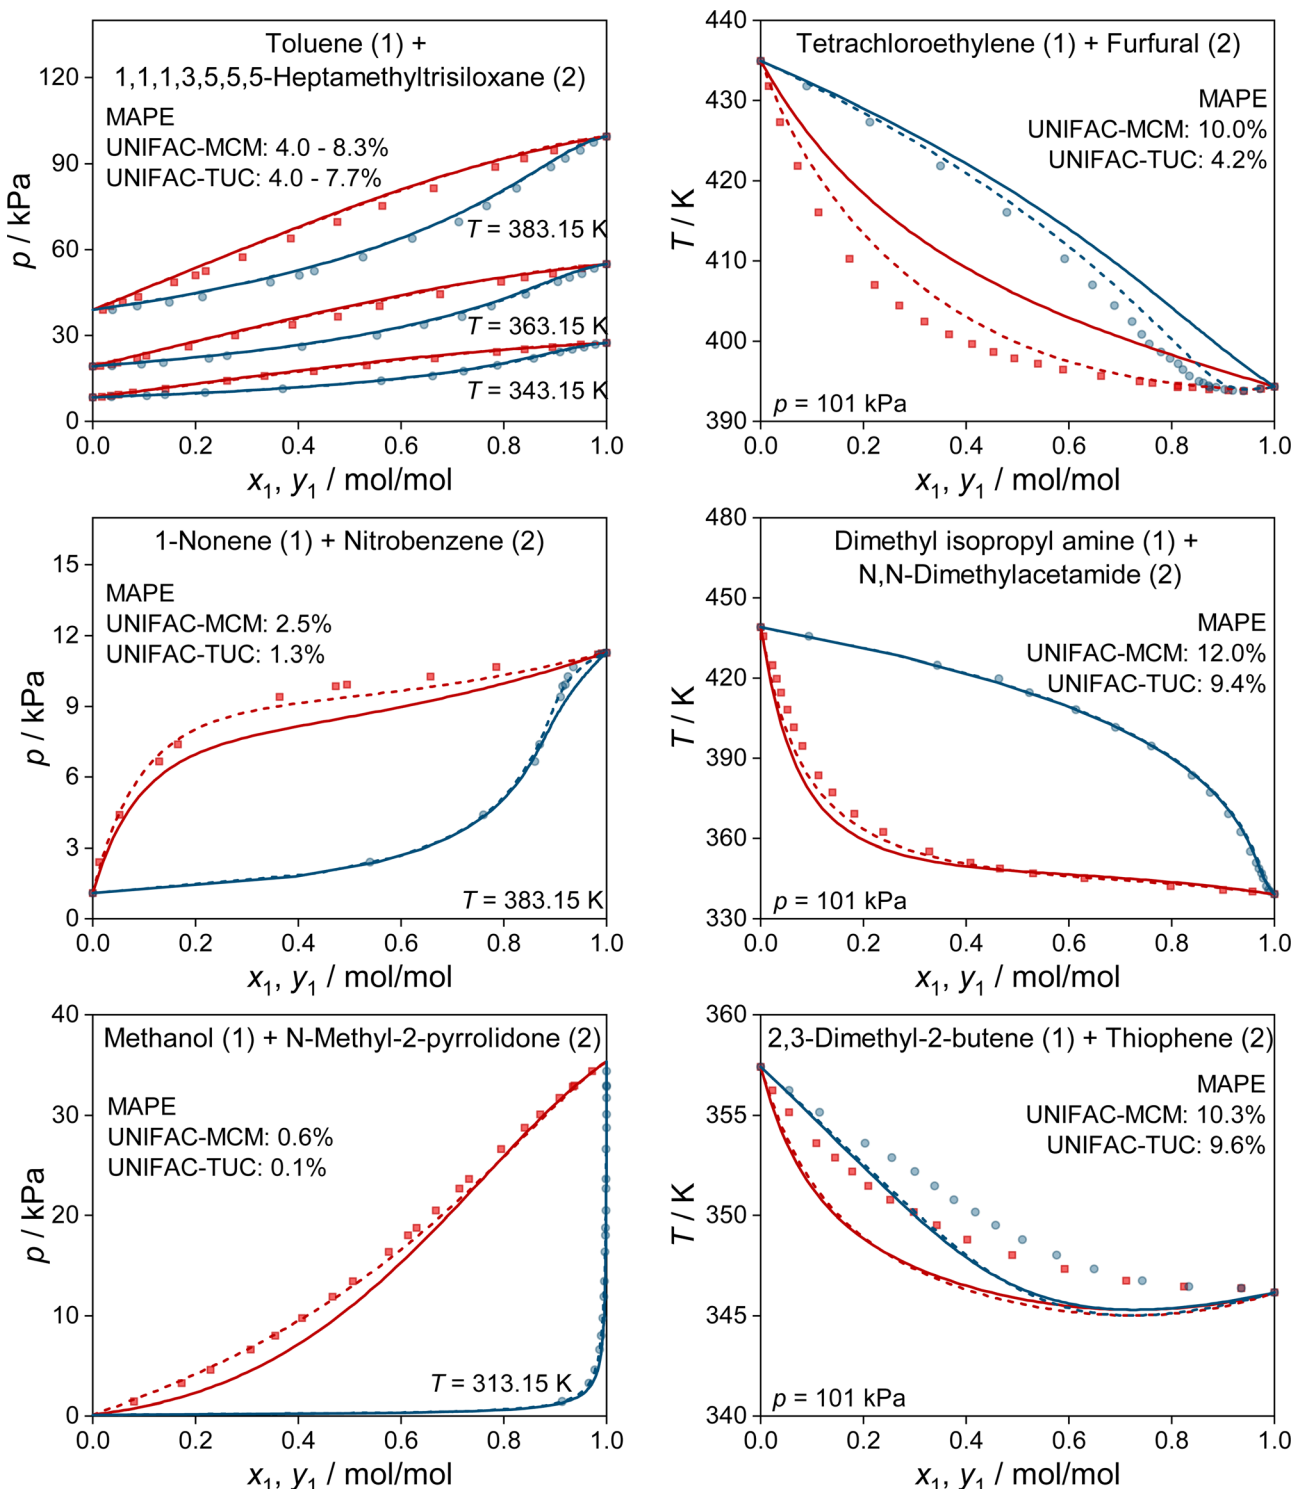 Toluene (1) +
1,1,1,3,5,5,5-Heptamethyltrisiloxane (2)
MAPE
UNIFAC-MCM: 4.0 - 8.3%
UNIFAC-TUC: 4.0 - 7.7%
T = 383.15 K
T = 363.15 K
T = 343.15 K
120
90
60
30
0
p / kPa
0.0 0.2 0.4 0.6 0.8 1.0
x1, y1 / mol/mol
Tetrachloroethylene (1) + Furfural (2)
MAPE
UNIFAC-MCM: 10.0%
UNIFAC-TUC: 4.2%
p = 101 kPa
440
430
420
410
400
390
T / K
0.0 0.2 0.4 0.6 0.8 1.0
x1, y1 / mol/mol
1-Nonene (1) + Nitrobenzene (2)
MAPE
UNIFAC-MCM: 2.5%
UNIFAC-TUC: 1.3%
T = 383.15 K
15
12
9
6
3
0
p / kPa
0.0 0.2 0.4 0.6 0.8 1.0
x1, y1 / mol/mol
Dimethyl isopropyl amine (1) +
N,N-Dimethylacetamide (2)
MAPE
UNIFAC-MCM: 12.0%
UNIFAC-TUC: 9.4%
p = 101 kPa
480
450
420
390
360
330
T / K
0.0 0.2 0.4 0.6 0.8 1.0
x1, y1 / mol/mol
Methanol (1) + N-Methyl-2-pyrrolidone (2)
MAPE
UNIFAC-MCM: 0.6%
UNIFAC-TUC: 0.1%
T = 313.15 K
40
30
20
10
0
p / kPa
0.0 0.2 0.4 0.6 0.8 1.0
x1, y1 / mol/mol
2,3-Dimethyl-2-butene (1) + Thiophene (2)
MAPE
UNIFAC-MCM: 10.3%
UNIFAC-TUC: 9.6%
p = 101 kPa
360
355
350
345
340
T / K
0.0 0.2 0.4 0.6 0.8 1.0
x1, y1 / mol/mol